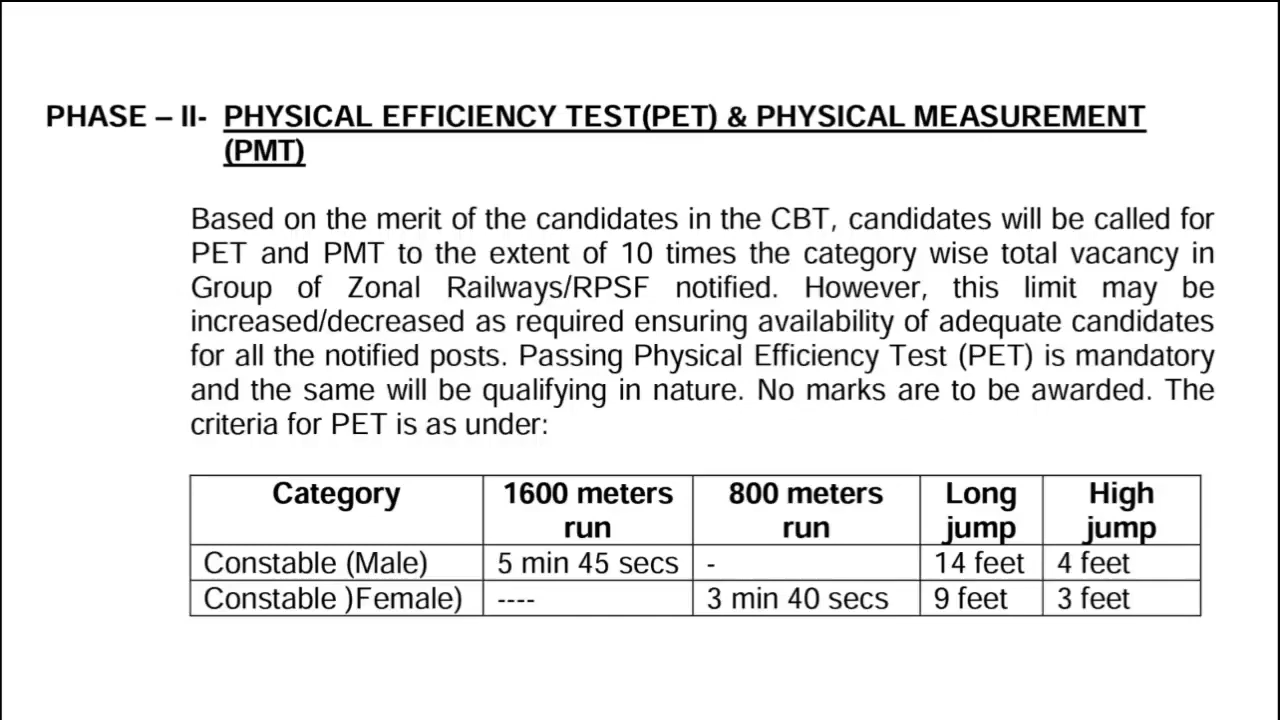 PHASE – II- PHYSICAL EFFICIENCY TEST(PET) & PHYSICAL MEASUREMENT
(PMT)
Based on the merit of the candidates in the CBT, candidates will be called for
PET and PMT to the extent of 10 times the category wise total vacancy in
Group of Zonal Railways/RPSF notified. However, this limit may be
increased/decreased as required ensuring availability of adequate candidates
for all the notified posts. Passing Physical Efficiency Test (PET) is mandatory
and the same will be qualifying in nature. No marks are to be awarded. The
criteria for PET is as under:
Category 1600 meters run 800 meters run Long jump High jump
Constable (Male) 5 min 45 secs - 14 feet 4 feet
Constable )Female) ---- 3 min 40 secs 9 feet 3 feet